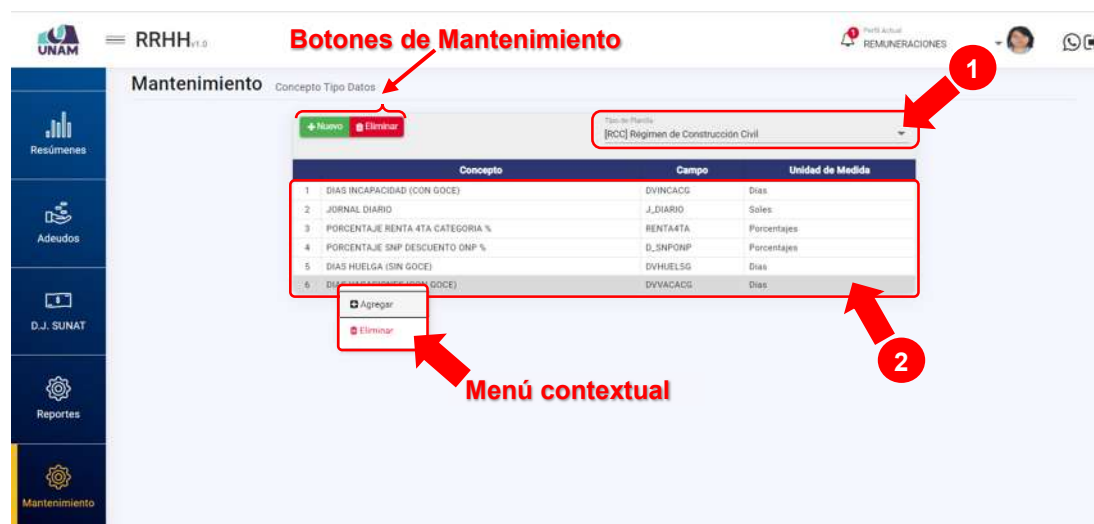 UNAM
RRHH v1.0
Botones de Mantenimiento
Perfil Actual
REMUNERACIONES
1
Mantenimiento Concepto Tipo Datos
Nuevo Eliminar
Tipo de Planilla
[RCC] Régimen de Construcción Civil
Concepto Campo Unidad de Medida
1 DIAS INCAPACIDAD (CON GOCE) DVINCACG Días
2 JORNAL DIARIO J_DIARIO Soles
3 PORCENTAJE RENTA 4TA CATEGORIA % RENTA4TA Porcentajes
4 PORCENTAJE SNP DESCUENTO ONP % D_SNPONP Porcentajes
5 DIAS HUELGA (SIN GOCE) DVHUELSG Días
6 GOCE) DVVACACG Días
Agregar
Eliminar
2
Menú contextual
Resúmenes
Adeudos
D.J. SUNAT
Reportes
Mantenimiento